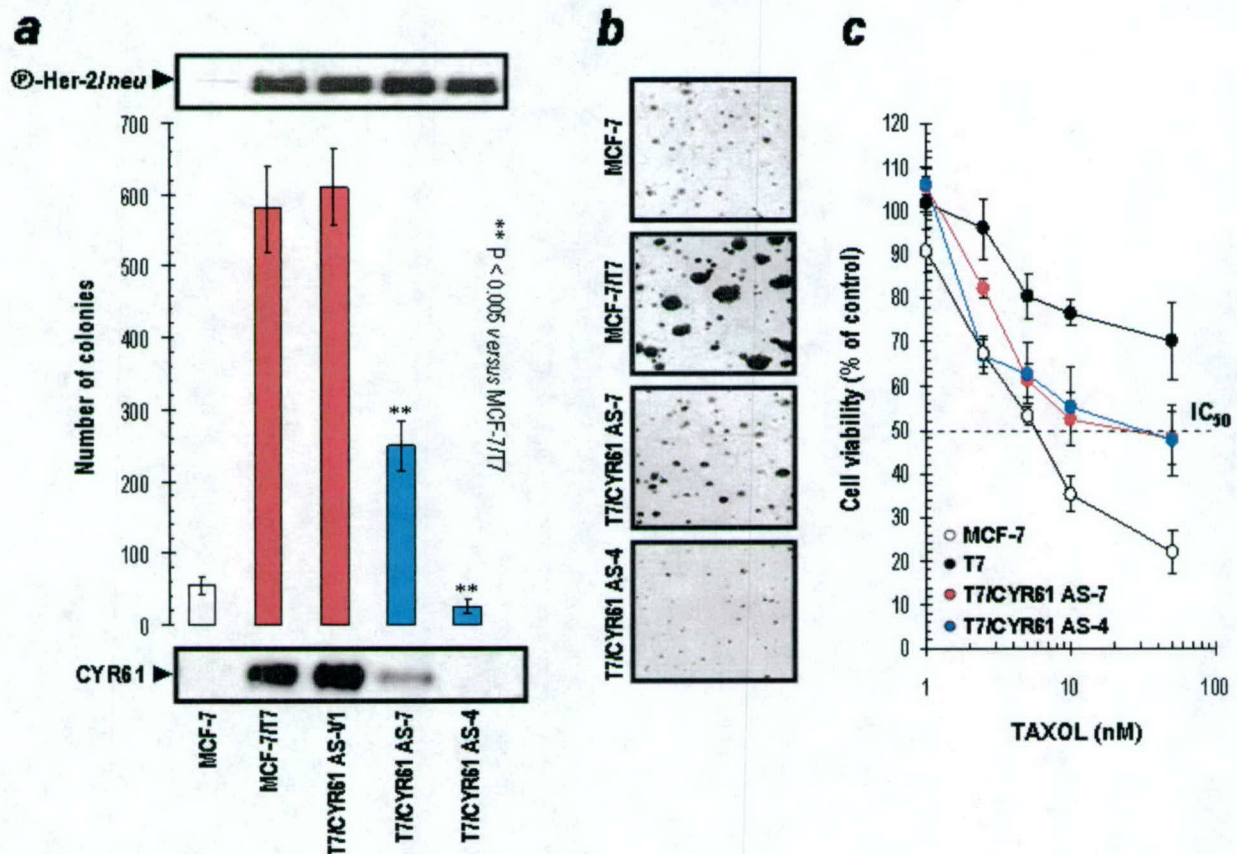 a
Ⓟ-Her-2/neu
700
600
500
400
300
200
100
0
Number of colonies
**
**
** p < 0.005 versus MCF-7/T7
CYR61
MCF-7
MCF-7/T7
T7/CYR61 AS-V1
T7/CYR61 AS-7
T7/CYR61 AS-4
b
MCF-7
MCF-7/T7
T7/CYR61 AS-7
T7/CYR61 AS-4
c
120
110
100
90
80
70
60
50
40
30
20
10
0
Cell viability (% of control)
IC50
MCF-7
T7
T7/CYR61 AS-7
T7/CYR61 AS-4
1 10 100
TAXOL (nM)